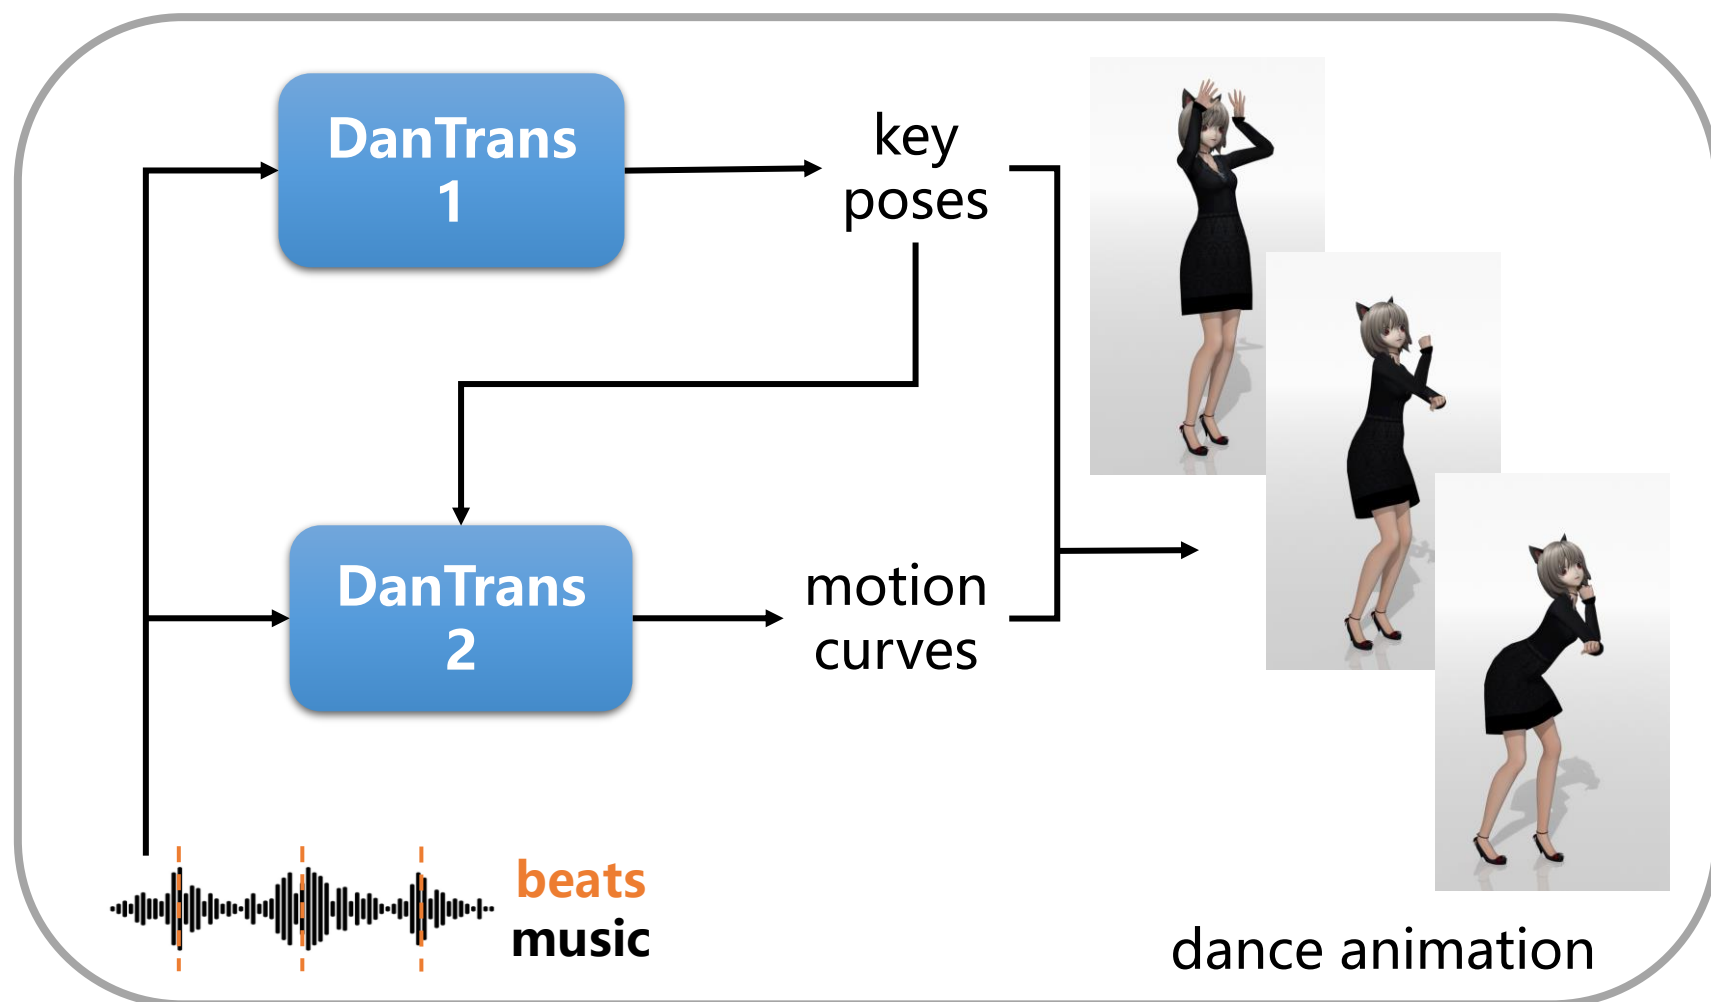 DanTrans
1
key
poses
DanTrans
2
motion
curves
beats
music
dance animation